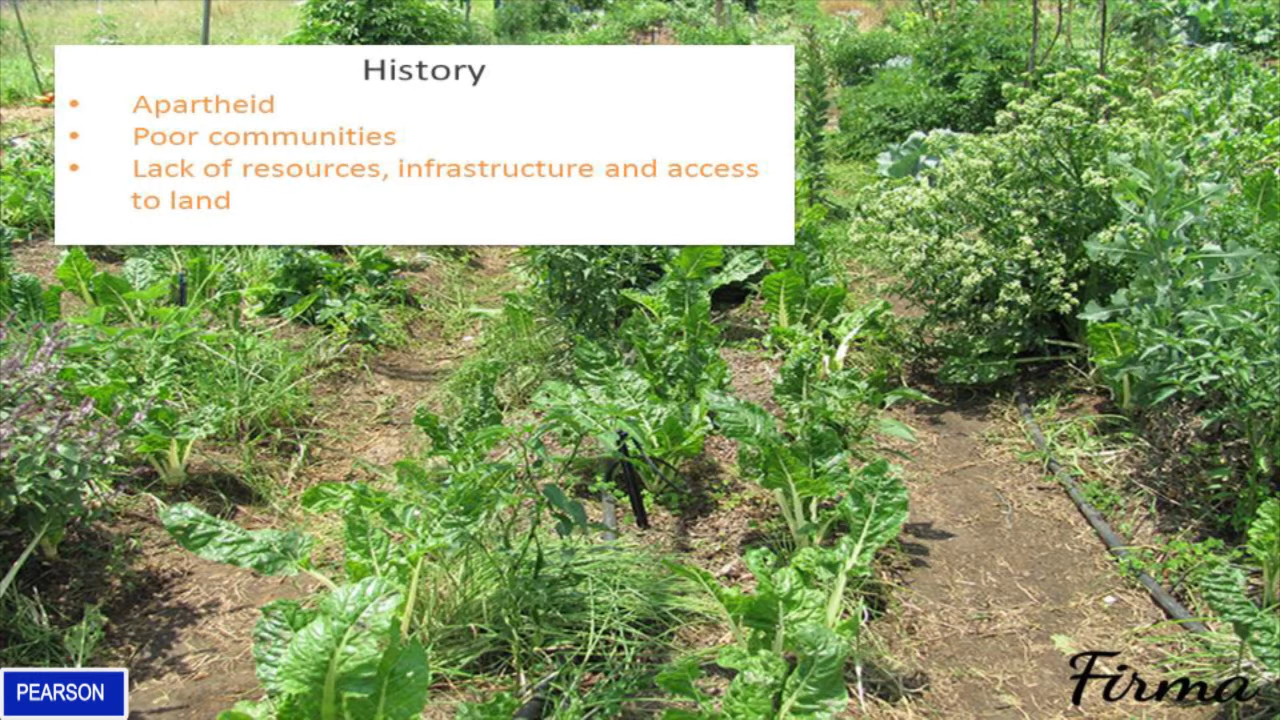 History
• Apartheid
• Poor communities
• Lack of resources, infrastructure and access
to land
PEARSON
Firma